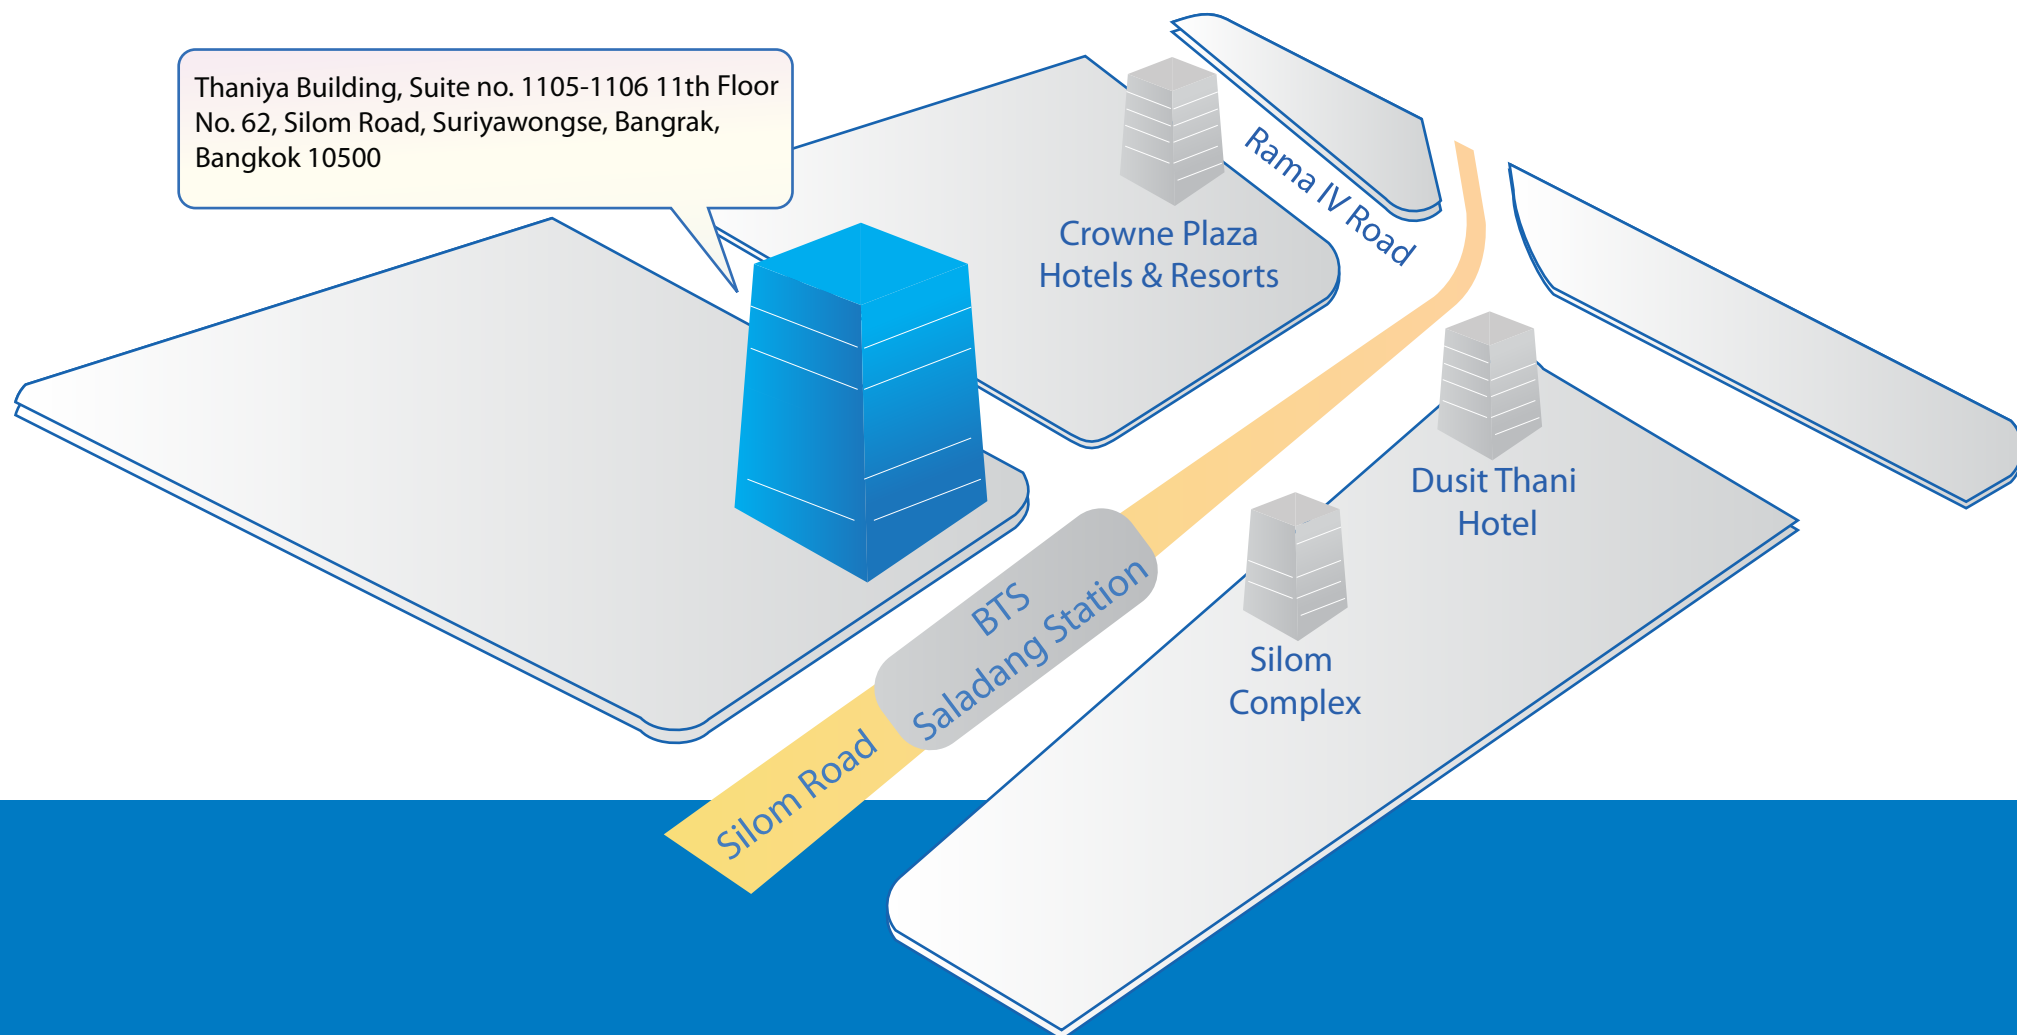 Thaniya Building, Suite no. 1105-1106 11th Floor
No. 62, Silom Road, Suriyawongse, Bangrak,
Bangkok 10500
Crowne Plaza
Hotels & Resorts
Rama IV Road
Dusit Thani
Hotel
BTS
Saladang Station
Silom
Complex
Silom Road